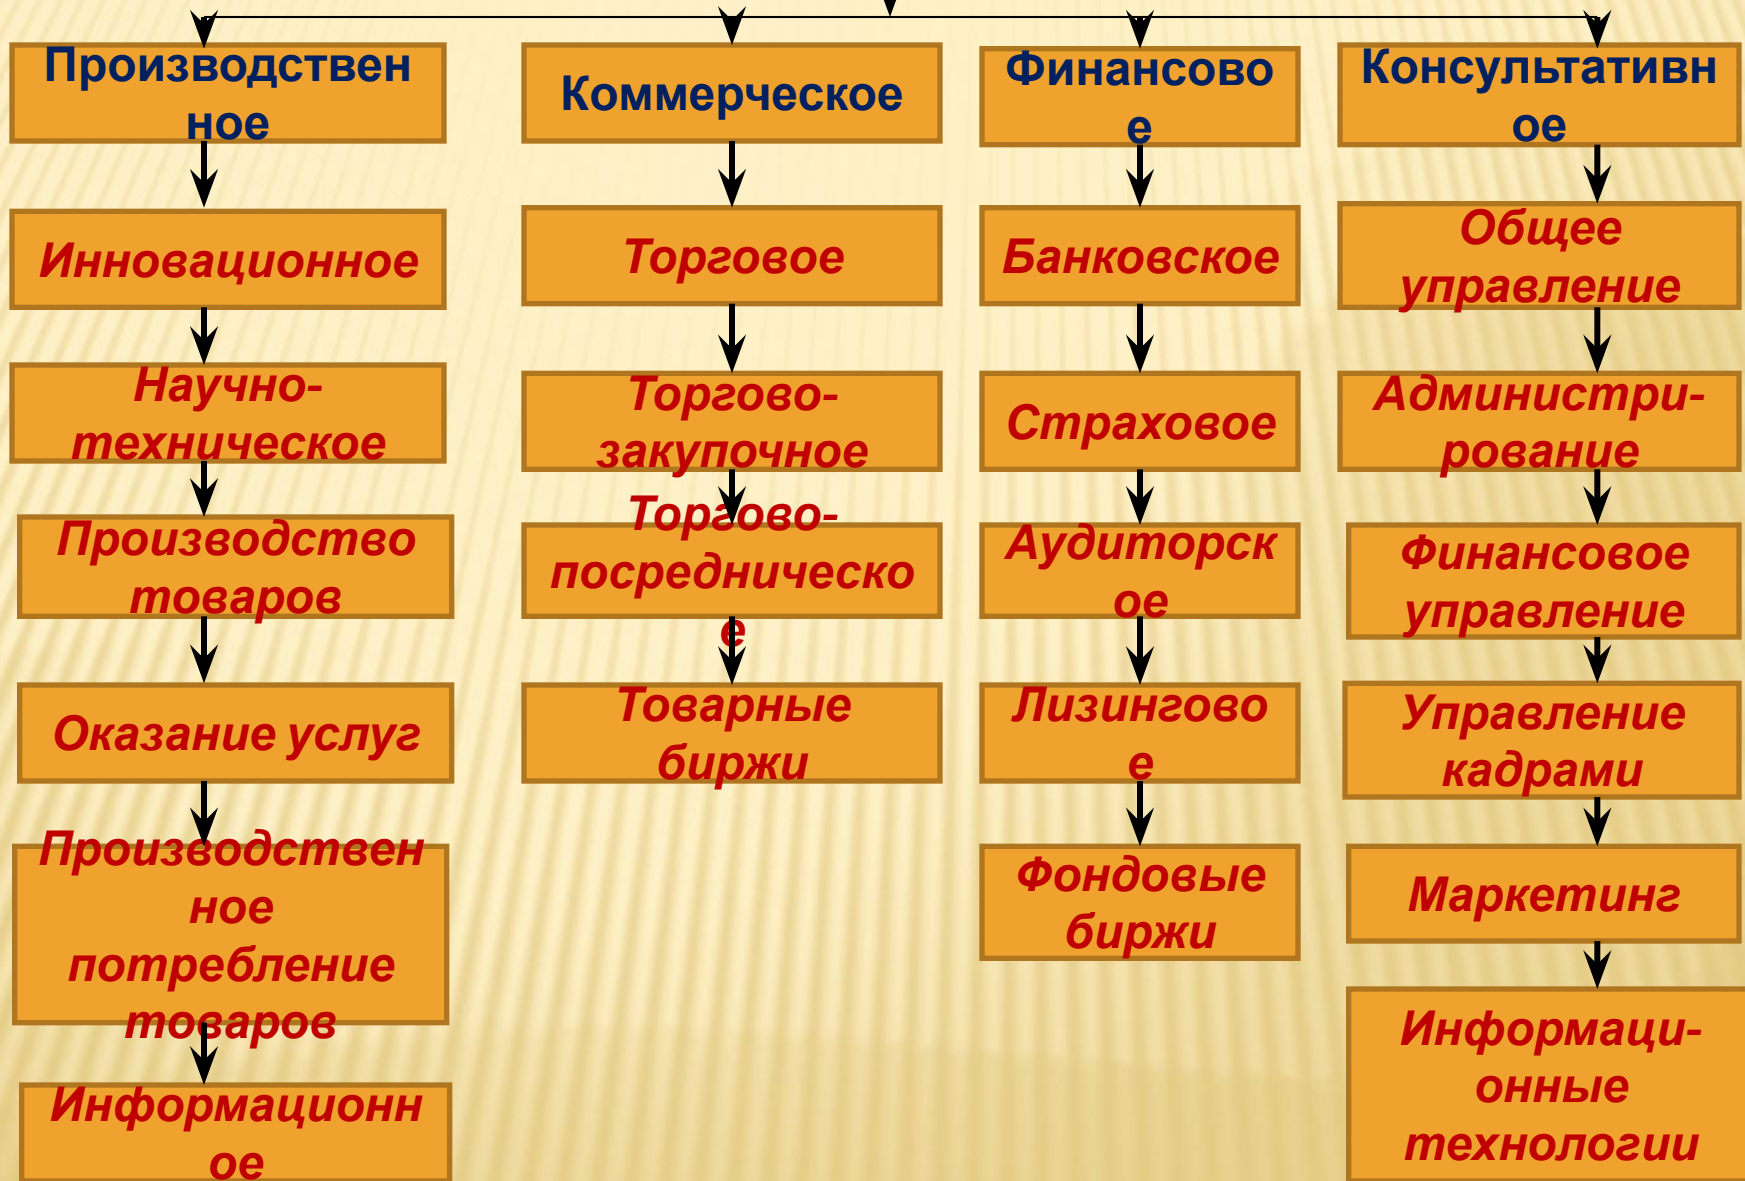 Производствен
ное
Инновационное
Научно-
техническое
Производство
товаров
Оказание услуг
Производствен
ное
потребление
товаров
Информационн
ое
Коммерческое
Торговое
Торгово-
закупочное
Торгово-
посредническо
е
Товарные
биржи
Финансово
е
Банковское
Страховое
Аудиторск
ое
Лизингово
е
Фондовые
биржи
Консультативн
ое
Общее
управление
Администри-
рование
Финансовое
управление
Управление
кадрами
Маркетинг
Информаци-
онные
технологии